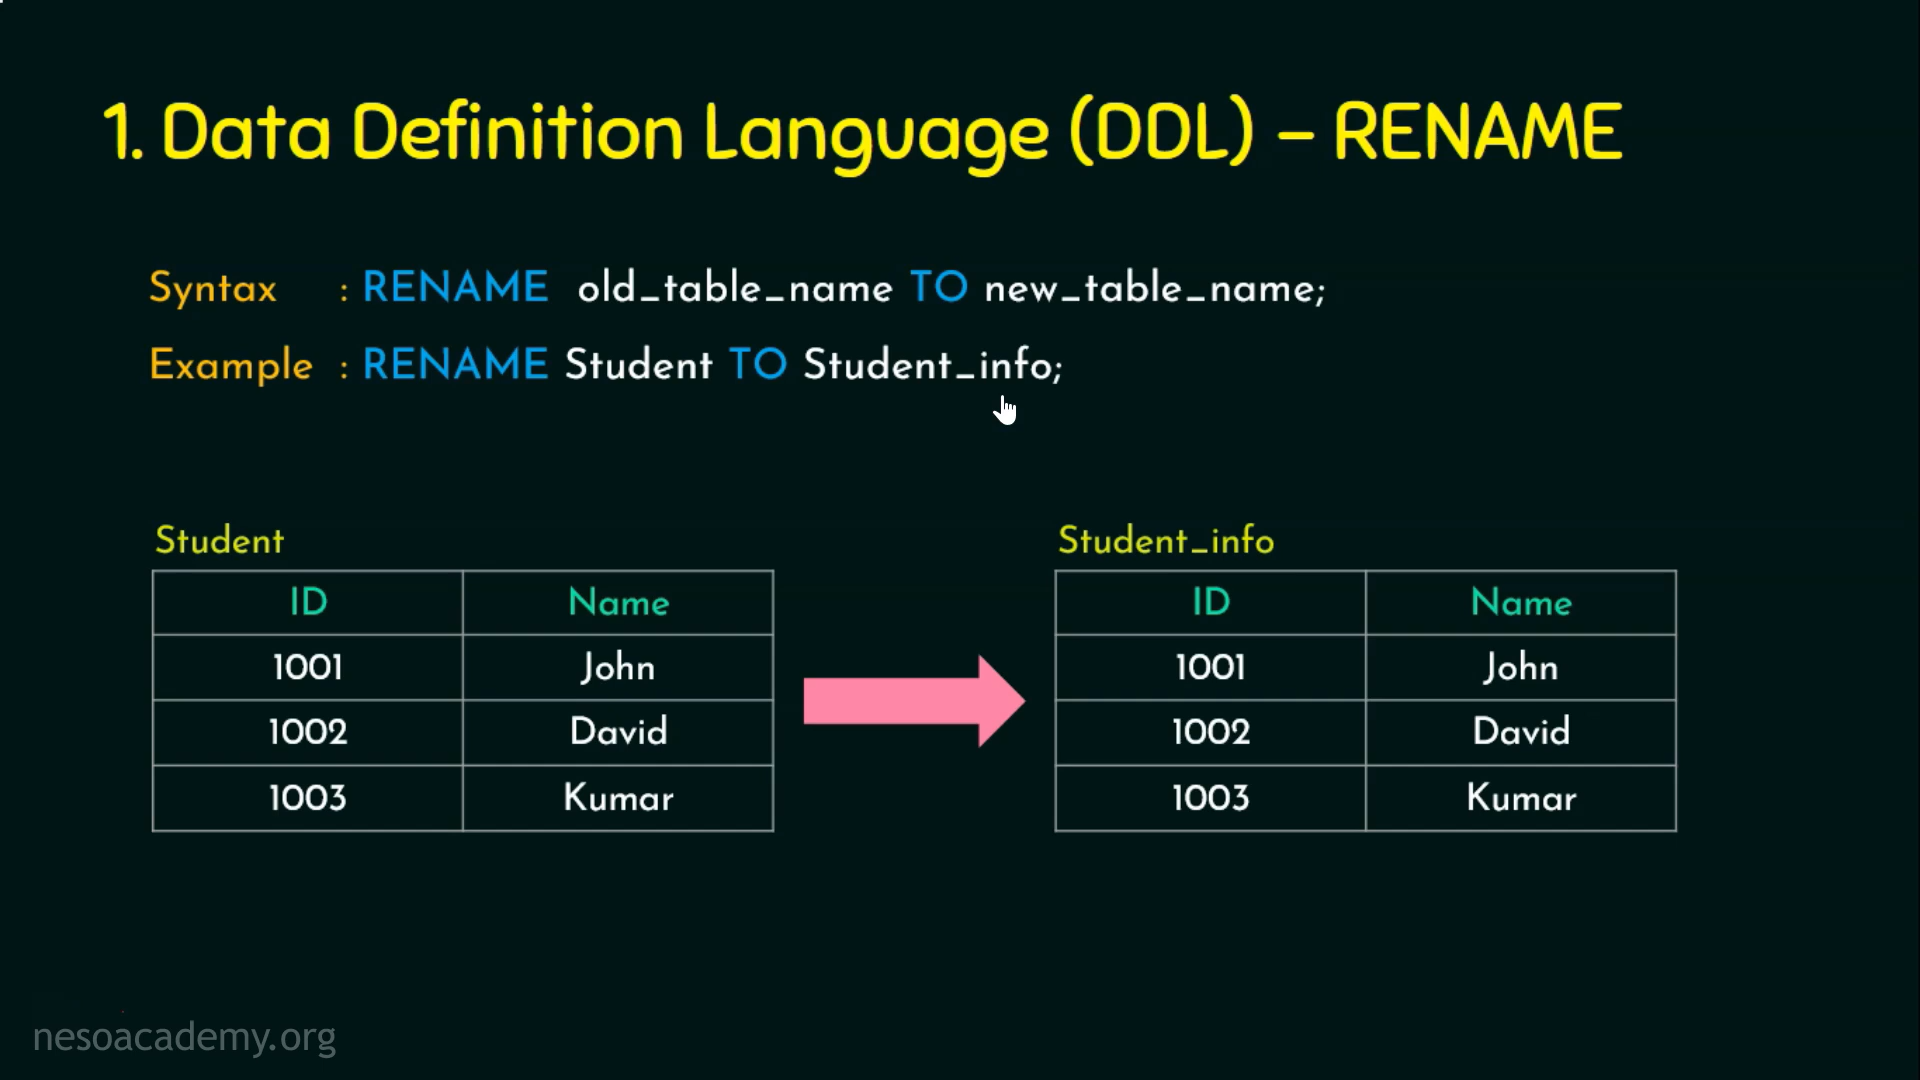 1. Data Definition Language (DDL) – RENAME
Syntax : RENAME old_table_name TO new_table_name;
Example : RENAME Student TO Student_info;
Student
ID Name
1001 John
1002 David
1003 Kumar
Student_info
ID Name
1001 John
1002 David
1003 Kumar
nesoacademy.org